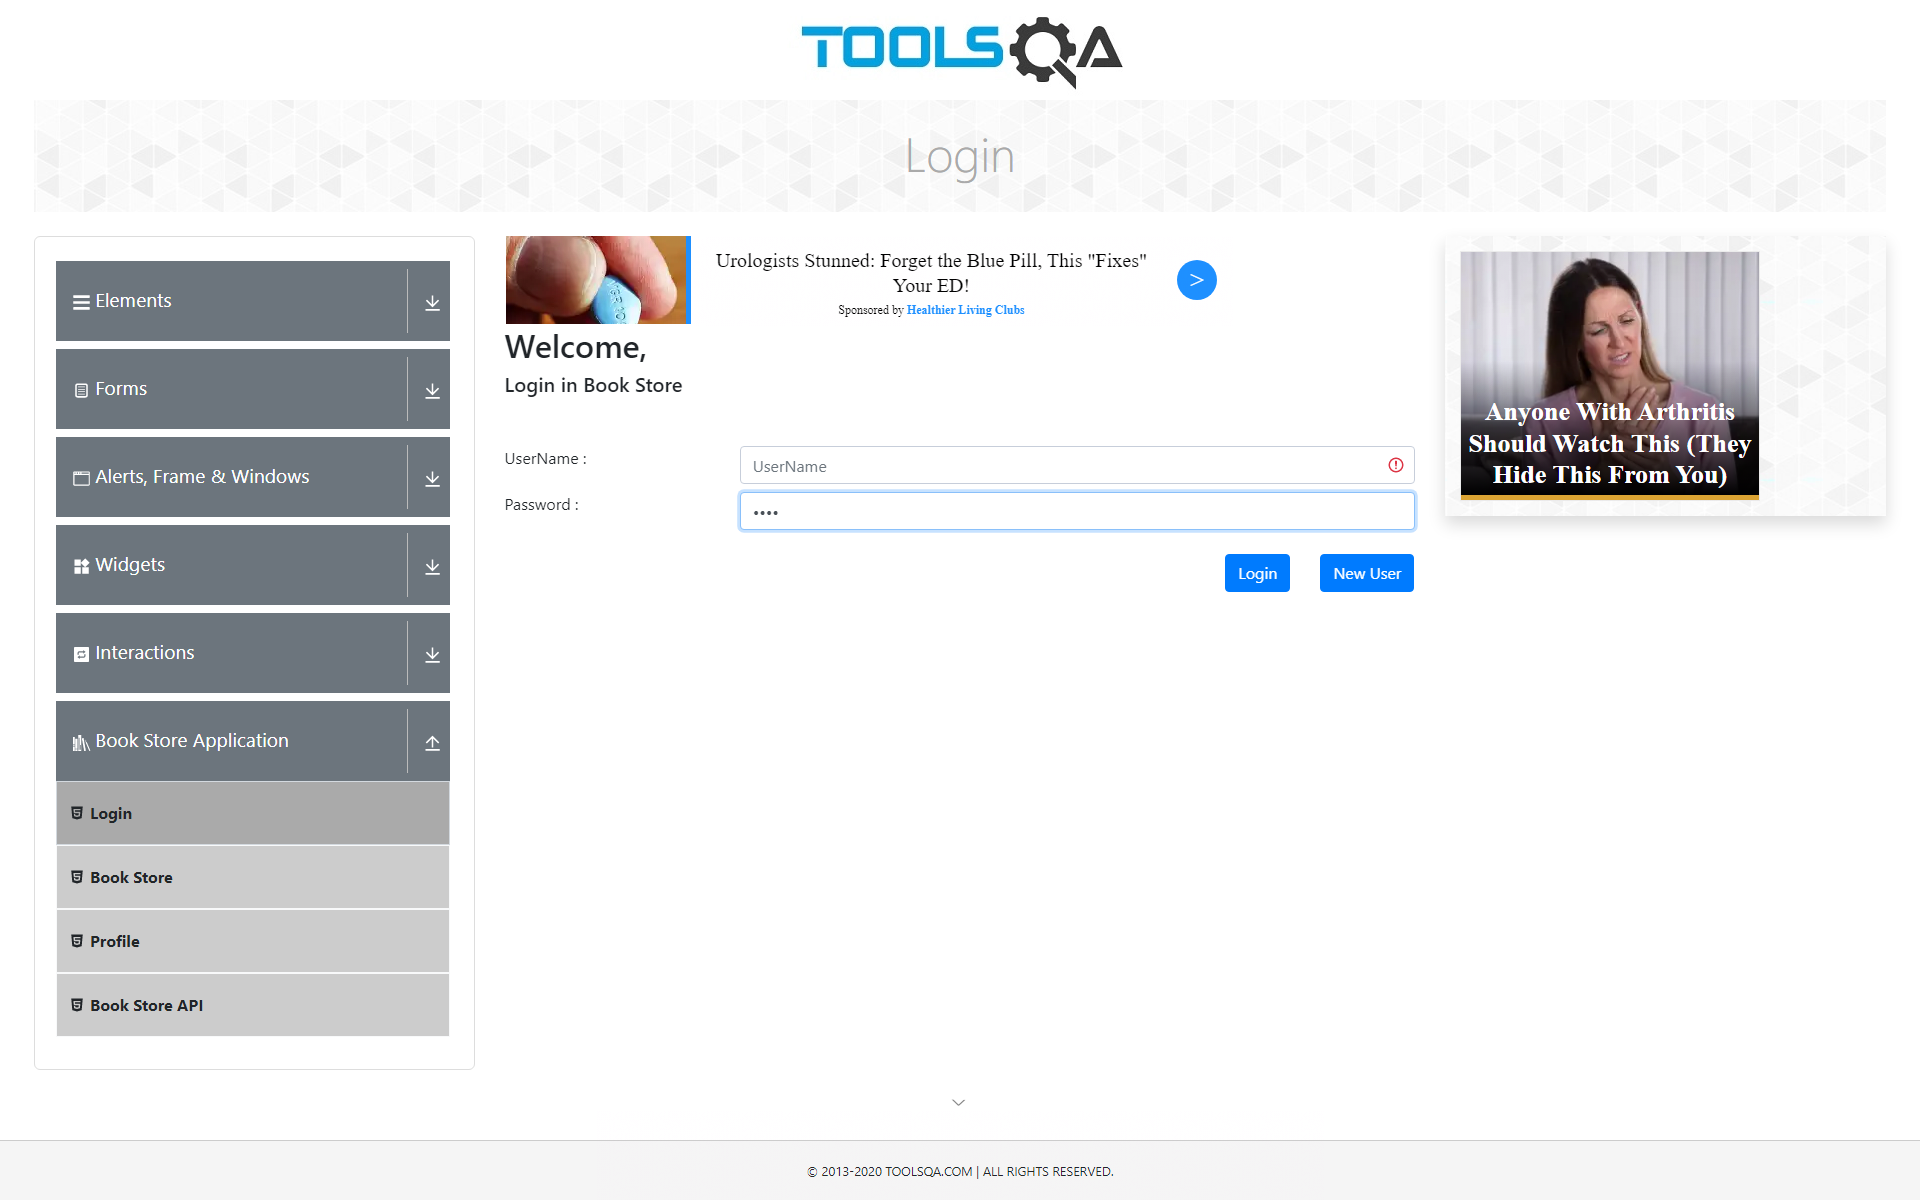 TOOLSQA
Login
Elements
Forms
Alerts, Frame & Windows
Widgets
Interactions
Book Store Application
Login
Book Store
Profile
Book Store API
Urologists Stunned: Forget the Blue Pill, This "Fixes"
Your ED!
Sponsored by Healthier Living Clubs
>
Welcome,
Login in Book Store
UserName :
UserName
Password :
••••
Login
New User
Anyone With Arthritis
Should Watch This (They
Hide This From You)
© 2013-2020 TOOLSQA.COM | ALL RIGHTS RESERVED.